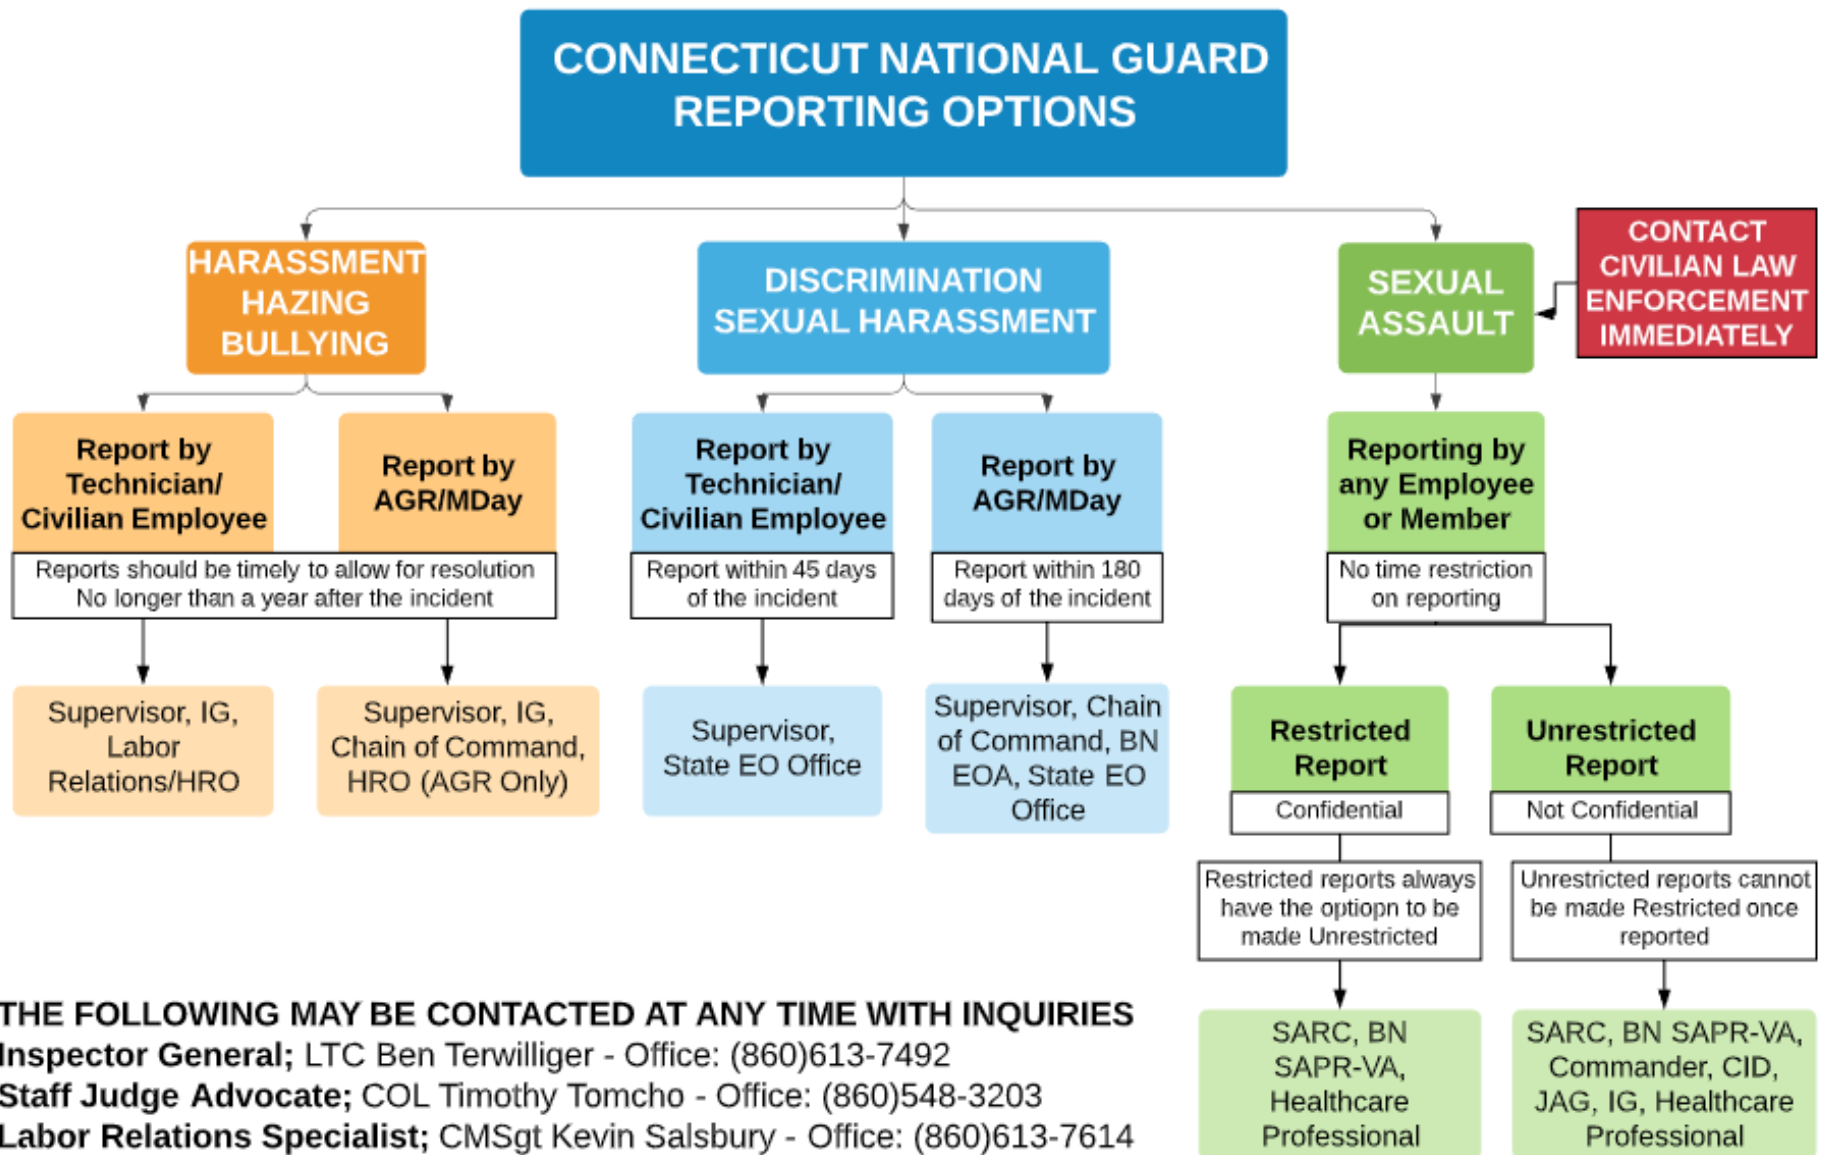 CONNECTICUT NATIONAL GUARD
REPORTING OPTIONS
HARASSMENT
HAZING
BULLYING
DISCRIMINATION
SEXUAL HARASSMENT
SEXUAL
ASSAULT
CONTACT
CIVILIAN LAW
ENFORCEMENT
IMMEDIATELY
Report by
Technician/
Civilian Employee
Report by
AGR/MDay
Reports should be timely to allow for resolution
No longer than a year after the incident
Supervisor, IG,
Labor
Relations/HRO
Supervisor, IG,
Chain of Command,
HRO (AGR Only)
Report by
Technician/
Civilian Employee
Report within 45 days
of the incident
Supervisor,
State EO Office
Report by
AGR/MDay
Report within 180
days of the incident
Supervisor, Chain
of Command, BN
EOA, State EO
Office
Reporting by
any Employee
or Member
No time restriction
on reporting
Restricted
Report
Confidential
Restricted reports always
have the optiopn to be
made Unrestricted
SARC, BN
SAPR-VA,
Healthcare
Professional
Unrestricted
Report
Not Confidential
Unrestricted reports cannot
be made Restricted once
reported
SARC, BN SAPR-VA,
Commander, CID,
JAG, IG, Healthcare
Professional
THE FOLLOWING MAY BE CONTACTED AT ANY TIME WITH INQUIRIES
Inspector General; LTC Ben Terwilliger - Office: (860)613-7492
Staff Judge Advocate; COL Timothy Tomcho - Office: (860)548-3203
Labor Relations Specialist; CMSgt Kevin Salsbury - Office: (860)613-7614